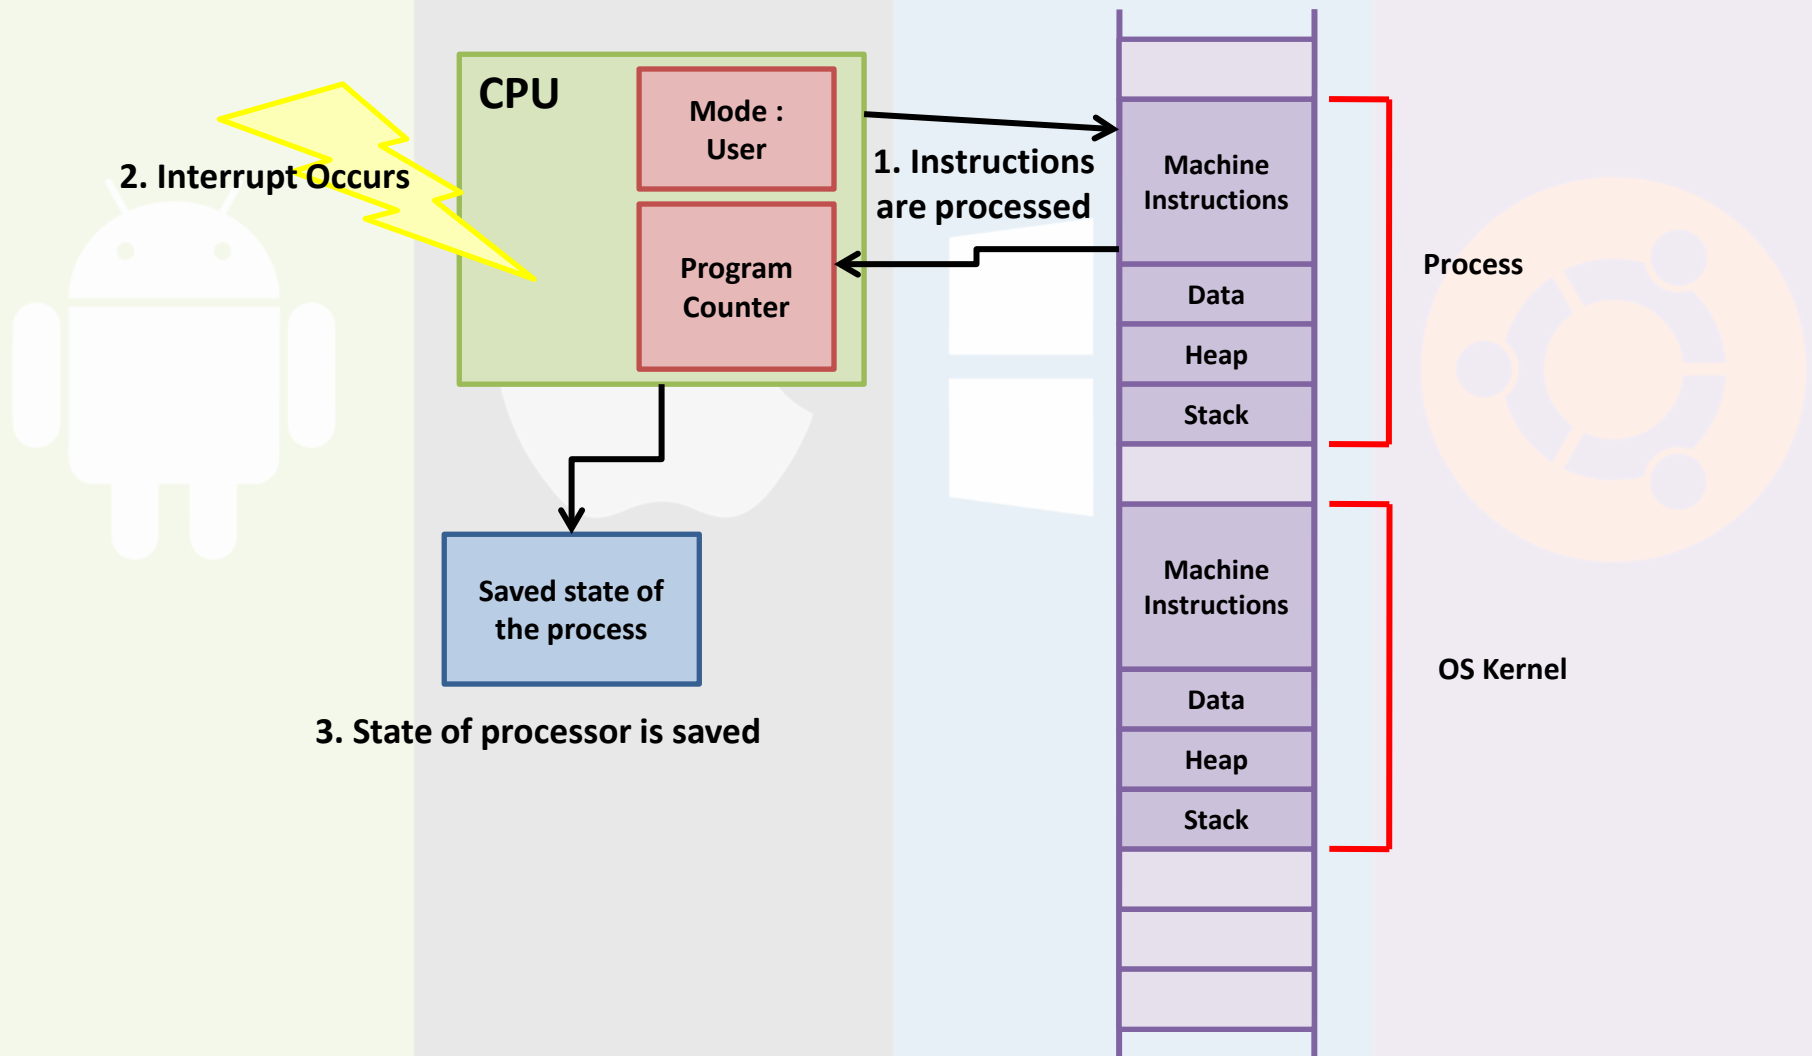 CPU
Mode :
User
2. Interrupt Occurs
1. Instructions
are processed
Program
Counter
Machine
Instructions
Data
Heap
Stack
Process
Saved state of
the process
3. State of processor is saved
Machine
Instructions
Data
Heap
Stack
OS Kernel